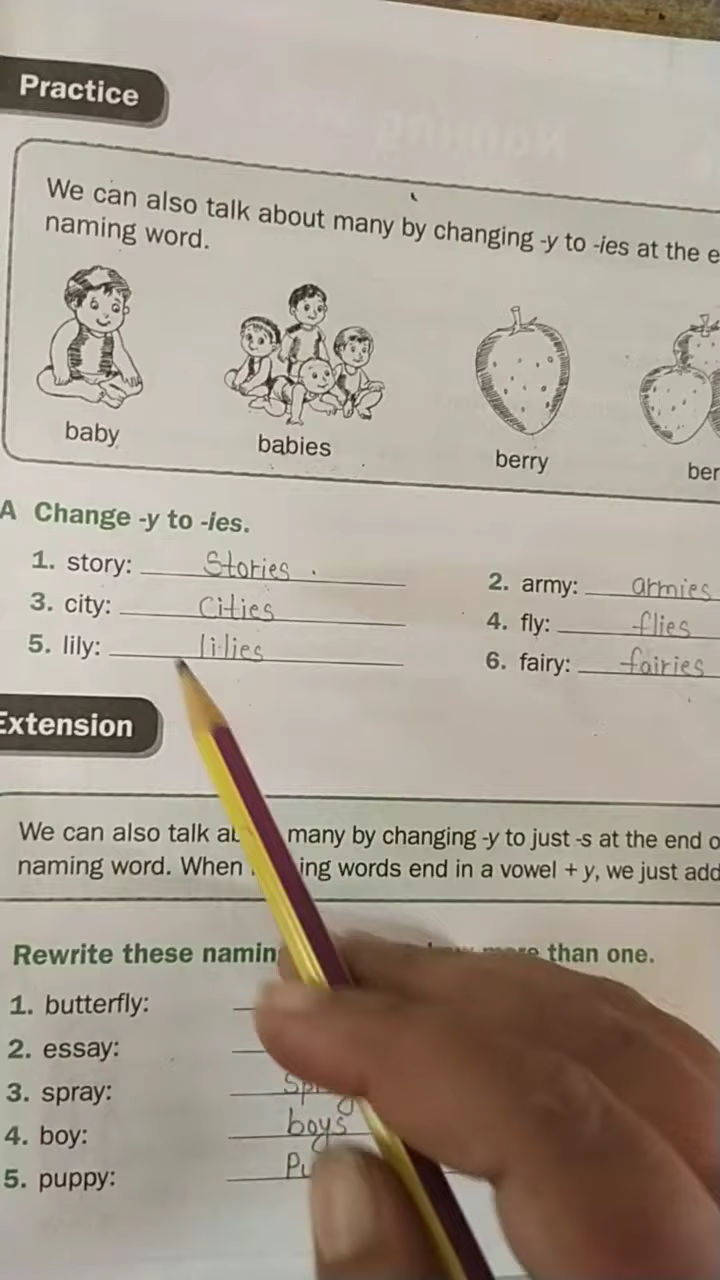 Practice
We can also talk about many by changing -y to -ies at the
naming word.
baby
babies
berry
A Change -y to -ies.
1. story: Stories .
2. army: armies
3. city: Cities
4. fly: flies
5. lily: lilies
6. fairy: fairies
Extension
We can also talk many by changing -y to just -s at the end
naming word. When words end in a vowel + y, we just add
Rewrite these than one.
1. butterfly:
2. essay:
3. spray:
4. boy: boys
5. puppy: